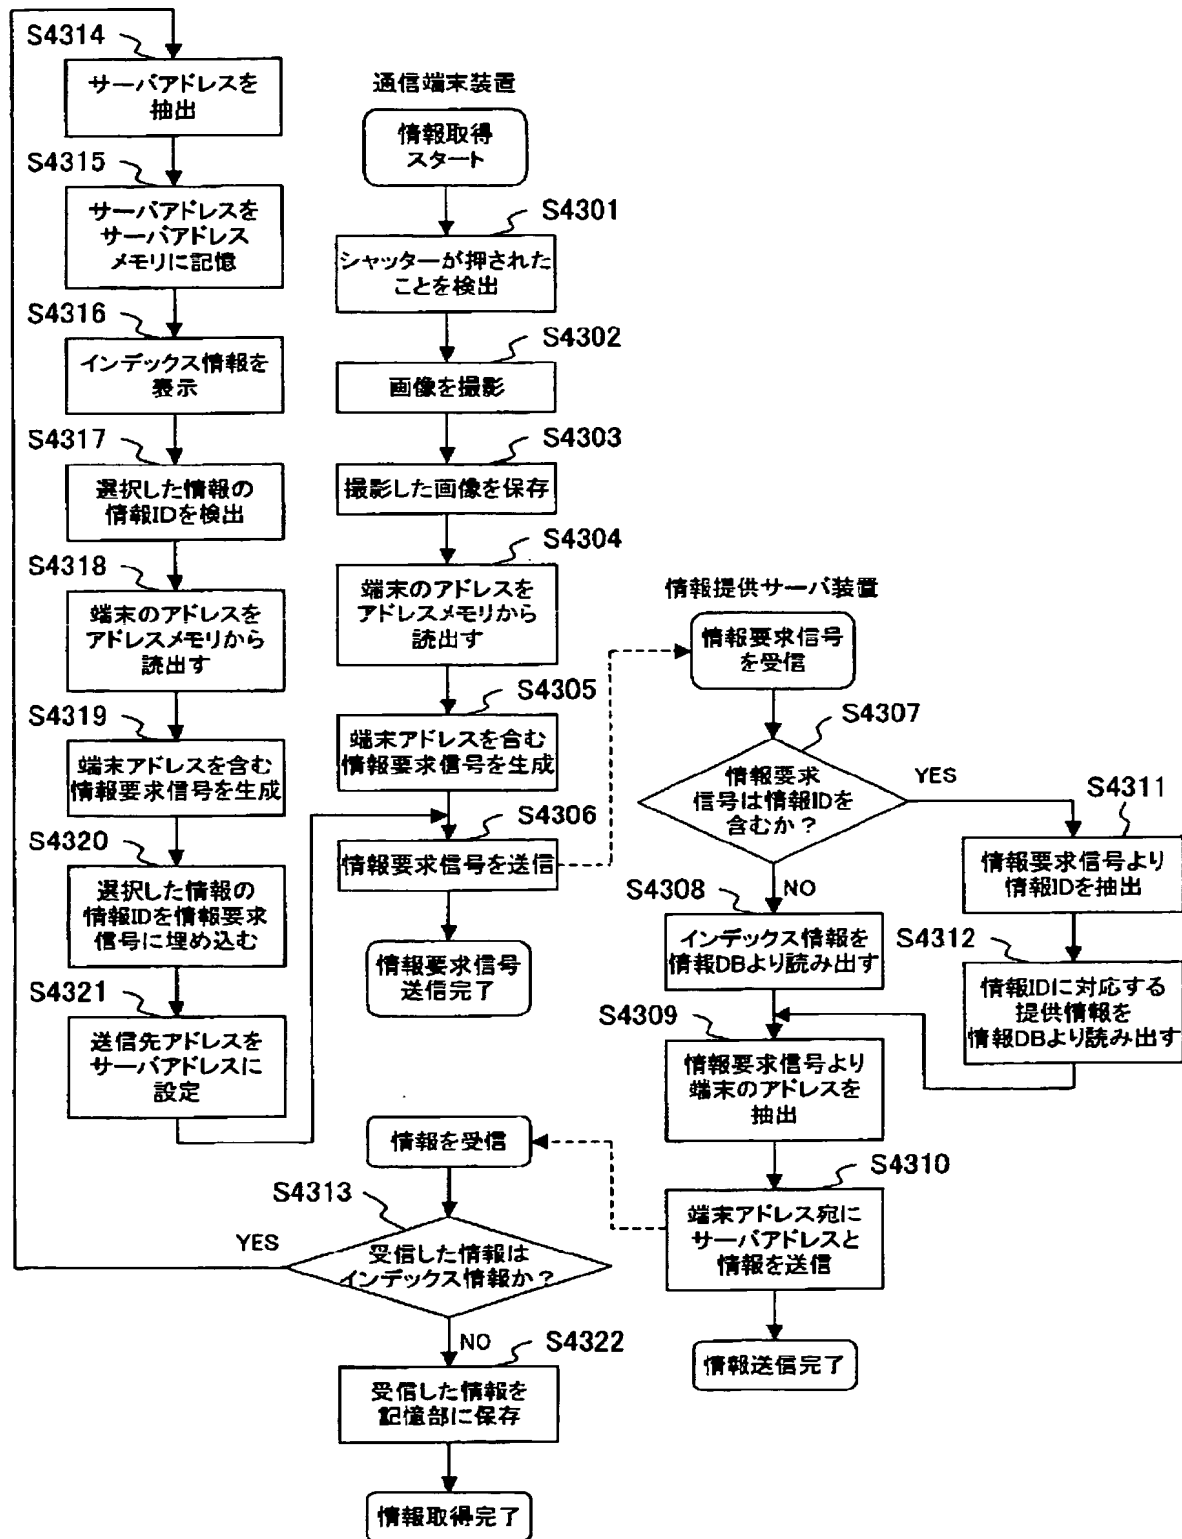 S4314
サーバアドレスを
抽出
S4315
サーバアドレスを
サーバアドレス
メモリに記憶
S4316
インデックス情報を
表示
S4317
選択した情報の
情報IDを検出
S4318
端末のアドレスを
アドレスメモリから
読出す
S4319
端末アドレスを含む
情報要求信号を生成
S4320
選択した情報の
情報IDを情報要求
信号に埋め込む
S4321
送信先アドレスを
サーバアドレスに
設定
通信端末装置
情報取得
スタート
S4301
シャッターが押された
ことを検出
S4302
画像を撮影
S4303
撮影した画像を保存
S4304
端末のアドレスを
アドレスメモリから
読出す
S4305
端末アドレスを含む
情報要求信号を生成
S4306
情報要求信号を送信
情報要求信号
送信完了
情報提供サーバ装置
情報要求信号
を受信
S4307
情報要求
信号は情報IDを
含むか?
YES
NO
S4308
インデックス情報を
情報DBより読み出す
S4311
情報要求信号より
情報IDを抽出
S4312
情報IDに対応する
提供情報を
情報DBより読み出す
S4309
情報要求信号より
端末のアドレスを
抽出
S4310
端末アドレス宛に
サーバアドレスと
情報を送信
情報送信完了
情報を受信
S4313
YES
受信した情報は
インデックス情報か?
NO
S4322
受信した情報を
記憶部に保存
情報取得完了